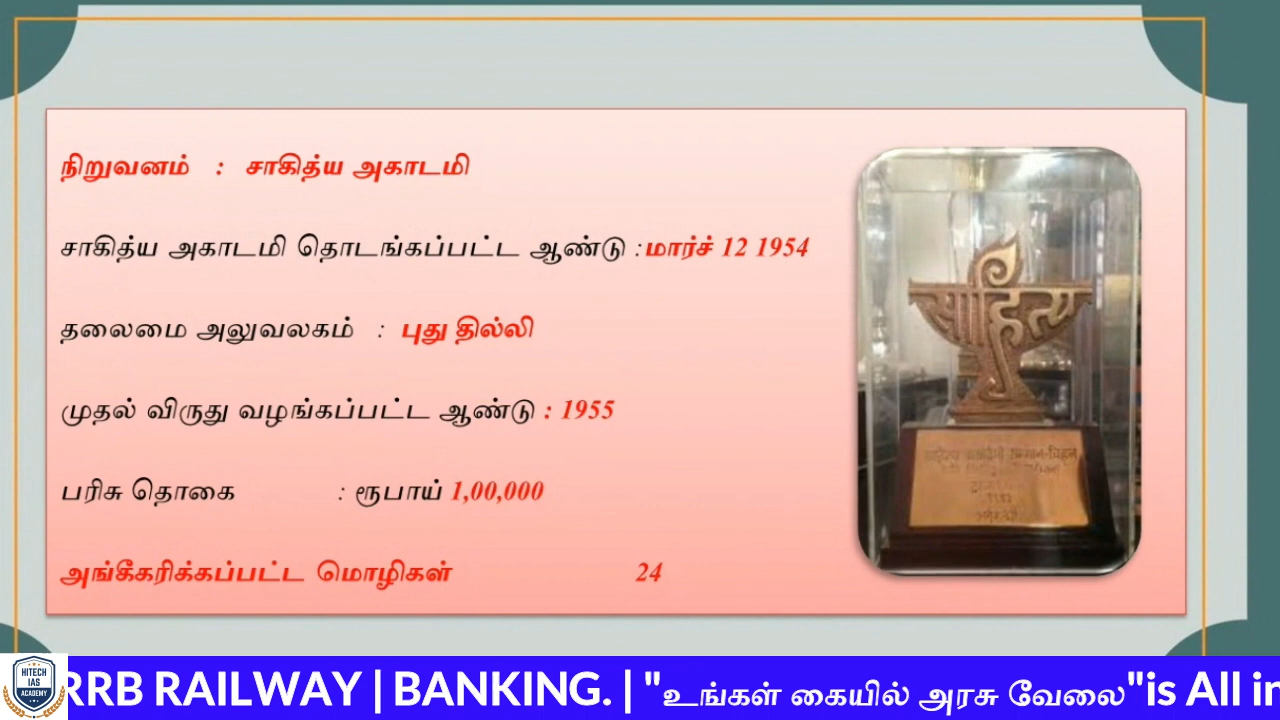 நிறுவனம் : சாகித்ய அகாடமி
சாகித்ய அகாடமி தொடங்கப்பட்ட ஆண்டு :மார்ச் 12 1954
தலைமை அலுவலகம் : புது தில்லி
முதல் விருது வழங்கப்பட்ட ஆண்டு : 1955
பரிசு தொகை : ரூபாய் 1,00,000
அங்கீகரிக்கப்பட்ட மொழிகள் 24
साहित्य
HITECH
IAS
ACADEMY
RRB RAILWAY | BANKING. | "உங்கள் கையில் அரசு வேலை"is All in